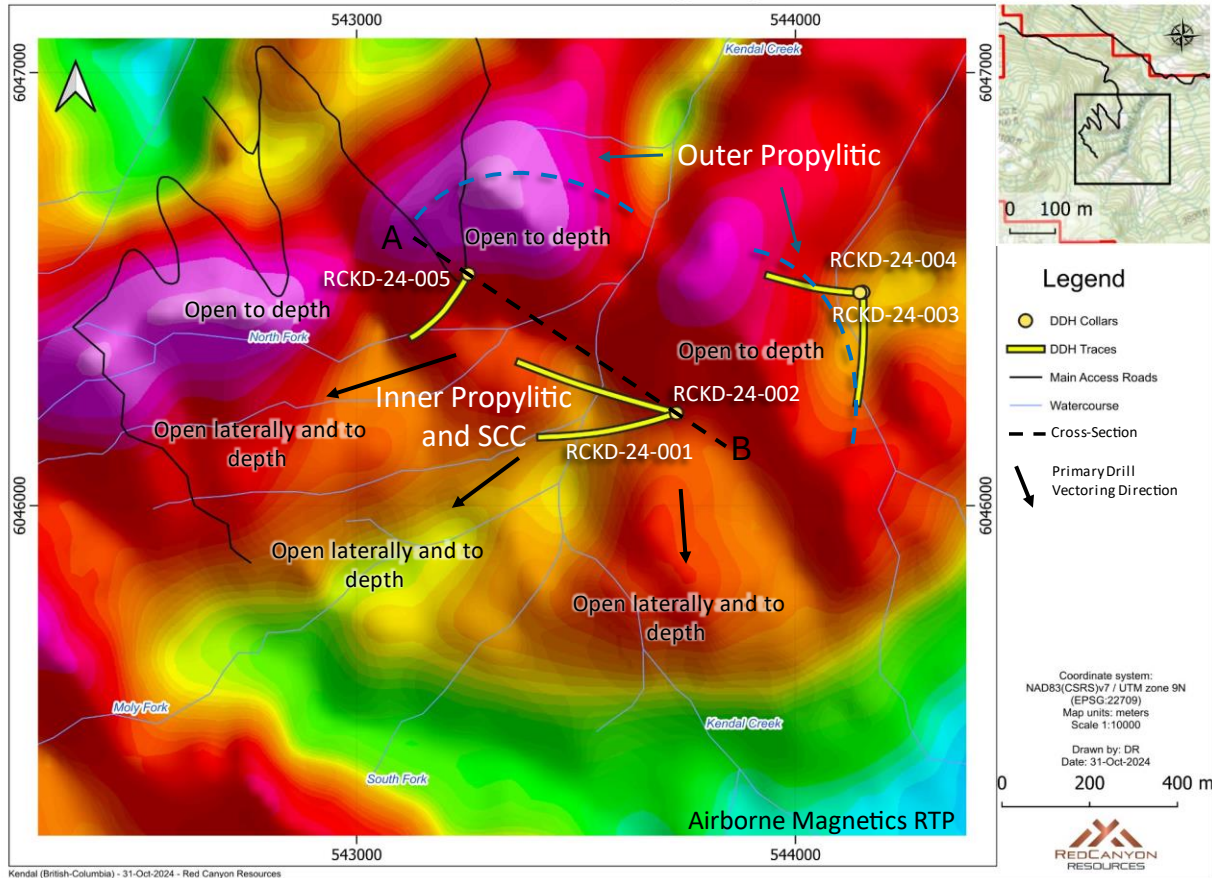 543000
544000
6047000
6047000
Kendal Creek
Outer Propylitic
A
Open to depth
RCKD-24-005
RCKD-24-004
RCKD-24-003
Open to depth
North Fork
Open to depth
RCKD-24-002
Inner Propylitic
and SCC
Open laterally and to
depth
RCKD-24-001
B
6046000
6046000
Open laterally and to
depth
Open laterally and to
depth
Moly Fork
Kendal Creek
South Fork
Airborne Magnetics RTP
543000
544000
Kendal (British-Columbia) - 31-Oct-2024 - Red Canyon Resources
0 100 m
Legend
DDH Collars
DDH Traces
Main Access Roads
Watercourse
Cross-Section
Primary Drill
Vectoring Direction
Coordinate system:
NAD83(CSRS)v7 / UTM zone 9N
(EPSG:22709)
Map units: meters
Scale 1:10000
Drawn by: DR
Date: 31-Oct-2024
0 200 400 m
REDCANYON
RESOURCES